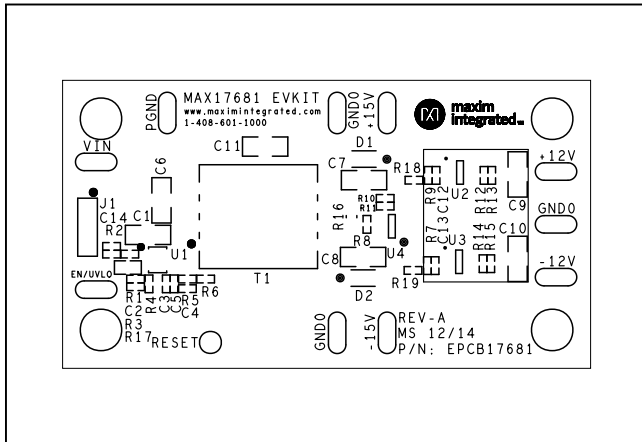 MAX17681 EVKIT
www.maximintegrated.com
1-408-601-1000
PGND
GND0
+15V
maxim
integrated™
VIN
C11
D1
+12V
C6
C7
R18
U2
J1
C14
C1
R2
R10
R11
R16
R9
C12
R12
R13
C9
GND0
U1
R8
U4
R7
C13
U3
R14
R15
C10
C8
T1
D2
R19
-12V
EN/UVLO
R1
C2
R3
R17
R4
C3
C5
R5
C4
R6
RESET
GND0
-15V
REV-A
MS 12/14
P/N: EPCB17681